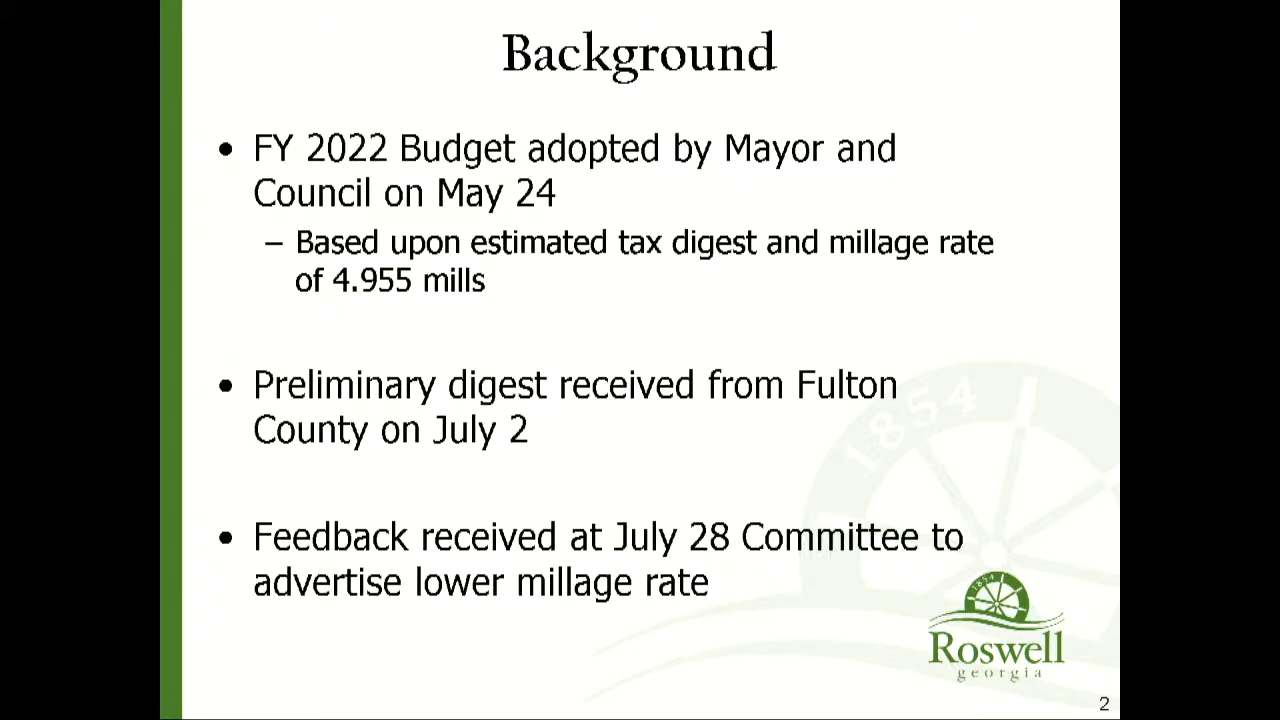 Background
• FY 2022 Budget adopted by Mayor and
Council on May 24
– Based upon estimated tax digest and millage rate
of 4.955 mills
• Preliminary digest received from Fulton
County on July 2
1854
• Feedback received at July 28 Committee to
advertise lower millage rate
1854
Roswell
georgia
2